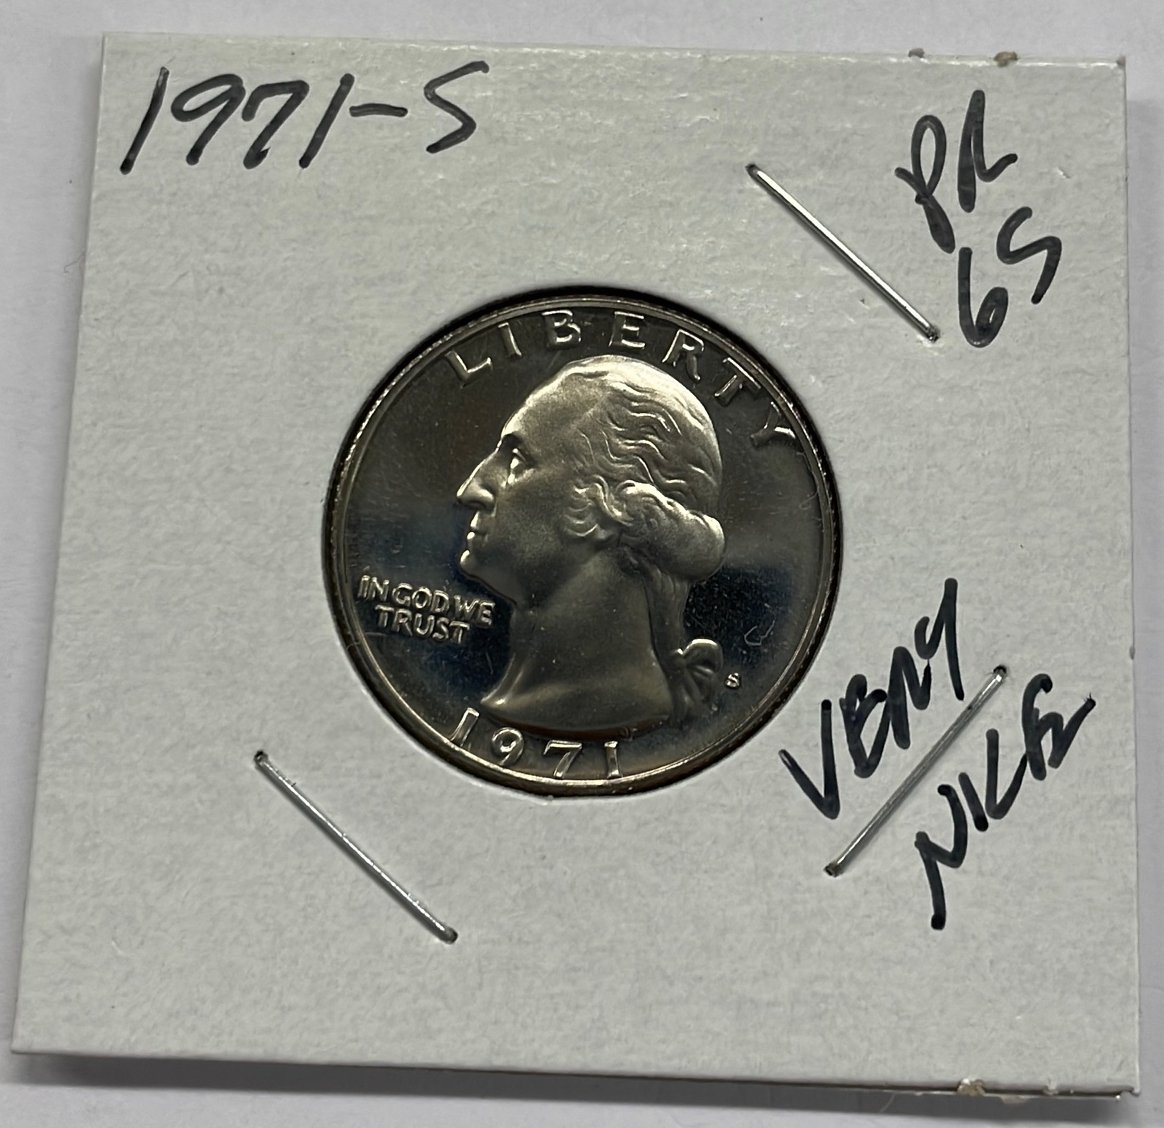 1971-S
PR
65
LIBERTY
IN GOD WE
TRUST
S
1971
VERY
NICE